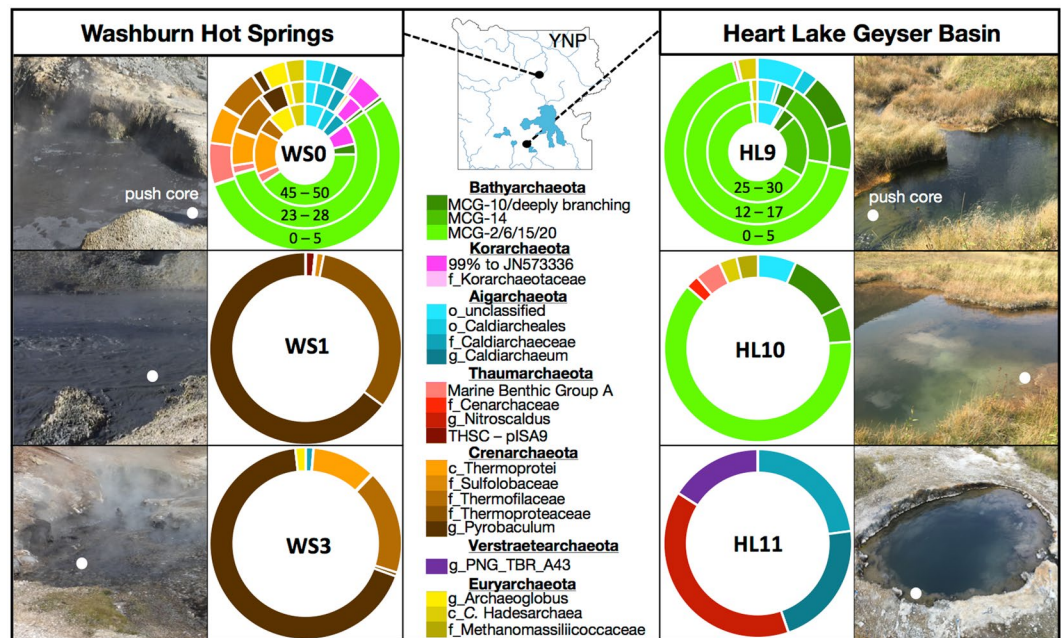 Washburn Hot Springs
YNP
Heart Lake Geyser Basin
push core
WS0
45 – 50
23 – 28
0 – 5
WS1
WS3
Bathyarchaeota
MCG-10/deeply branching
MCG-14
MCG-2/6/15/20
Korarchaeota
99% to JN573336
f_Korarchaeotaceae
Aigarchaeota
o_unclassified
o_Caldiarcheales
f_Caldiarchaeceae
g_Caldiarchaeum
Thaumarchaeota
Marine Benthic Group A
f_Cenarchaceae
g_Nitroscaldus
THSC – pISA9
Crenarchaeota
c_Thermoprotei
f_Sulfolobaceae
f_Thermofilaceae
f_Thermoproteaceae
g_Pyrobaculum
Verstraetearchaeota
g_PNG_TBR_A43
Euryarchaeota
g_Archaeoglobus
c_C. Hadesarchaea
f_Methanomassiliicoccaceae
HL9
25 – 30
12 – 17
0 – 5
push core
HL10
HL11